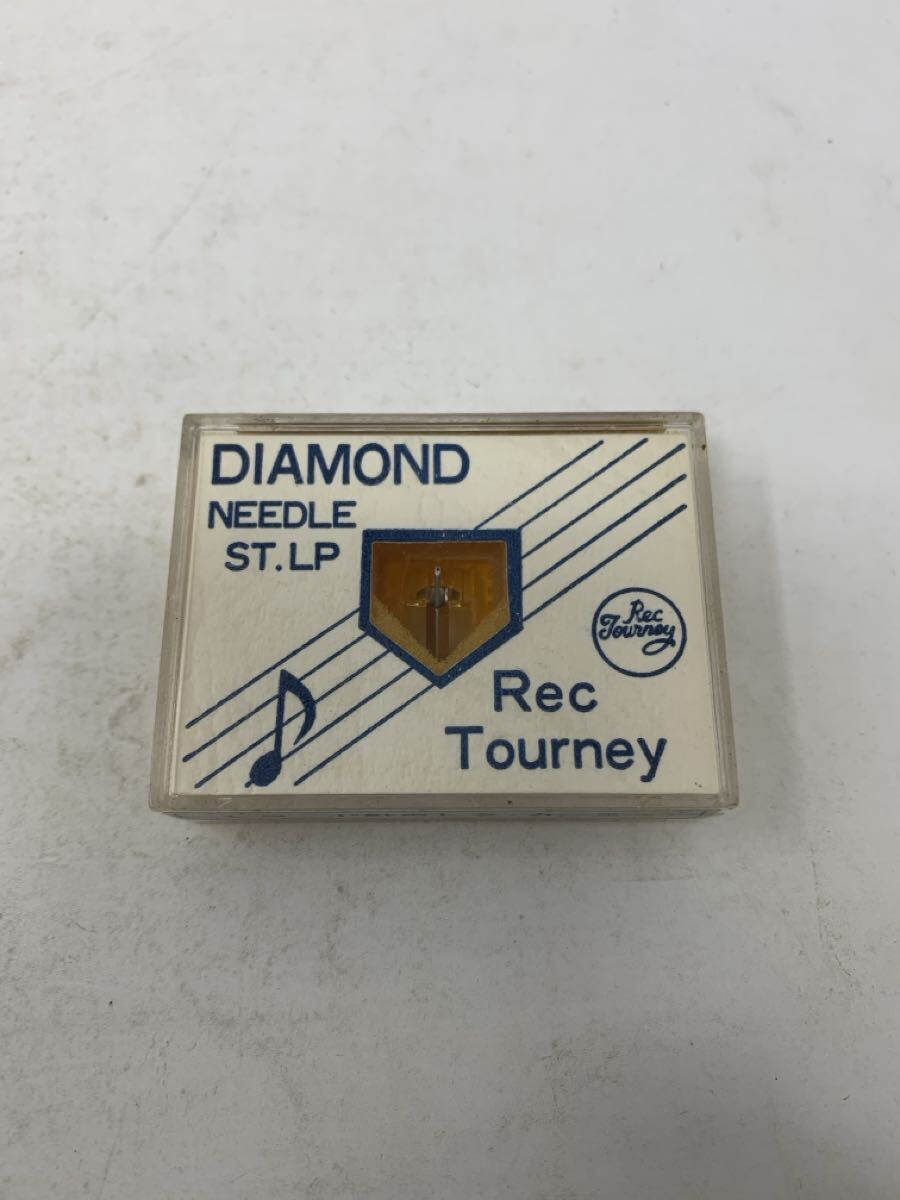 DIAMOND
NEEDLE
ST.LP
Rec
Tourney
Rec
Tourney